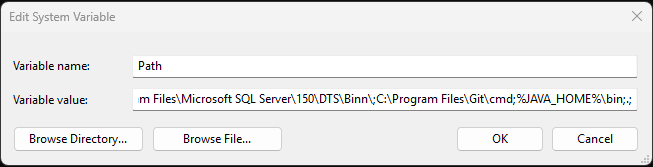 Edit System Variable
Variable name:
Path
Variable value:
Files\Microsoft SQL Server\150\DTS\Binn\;C:\Program Files\Git\cmd;%JAVA_HOME%\bin;.;
Browse Directory...
Browse File...
OK
Cancel